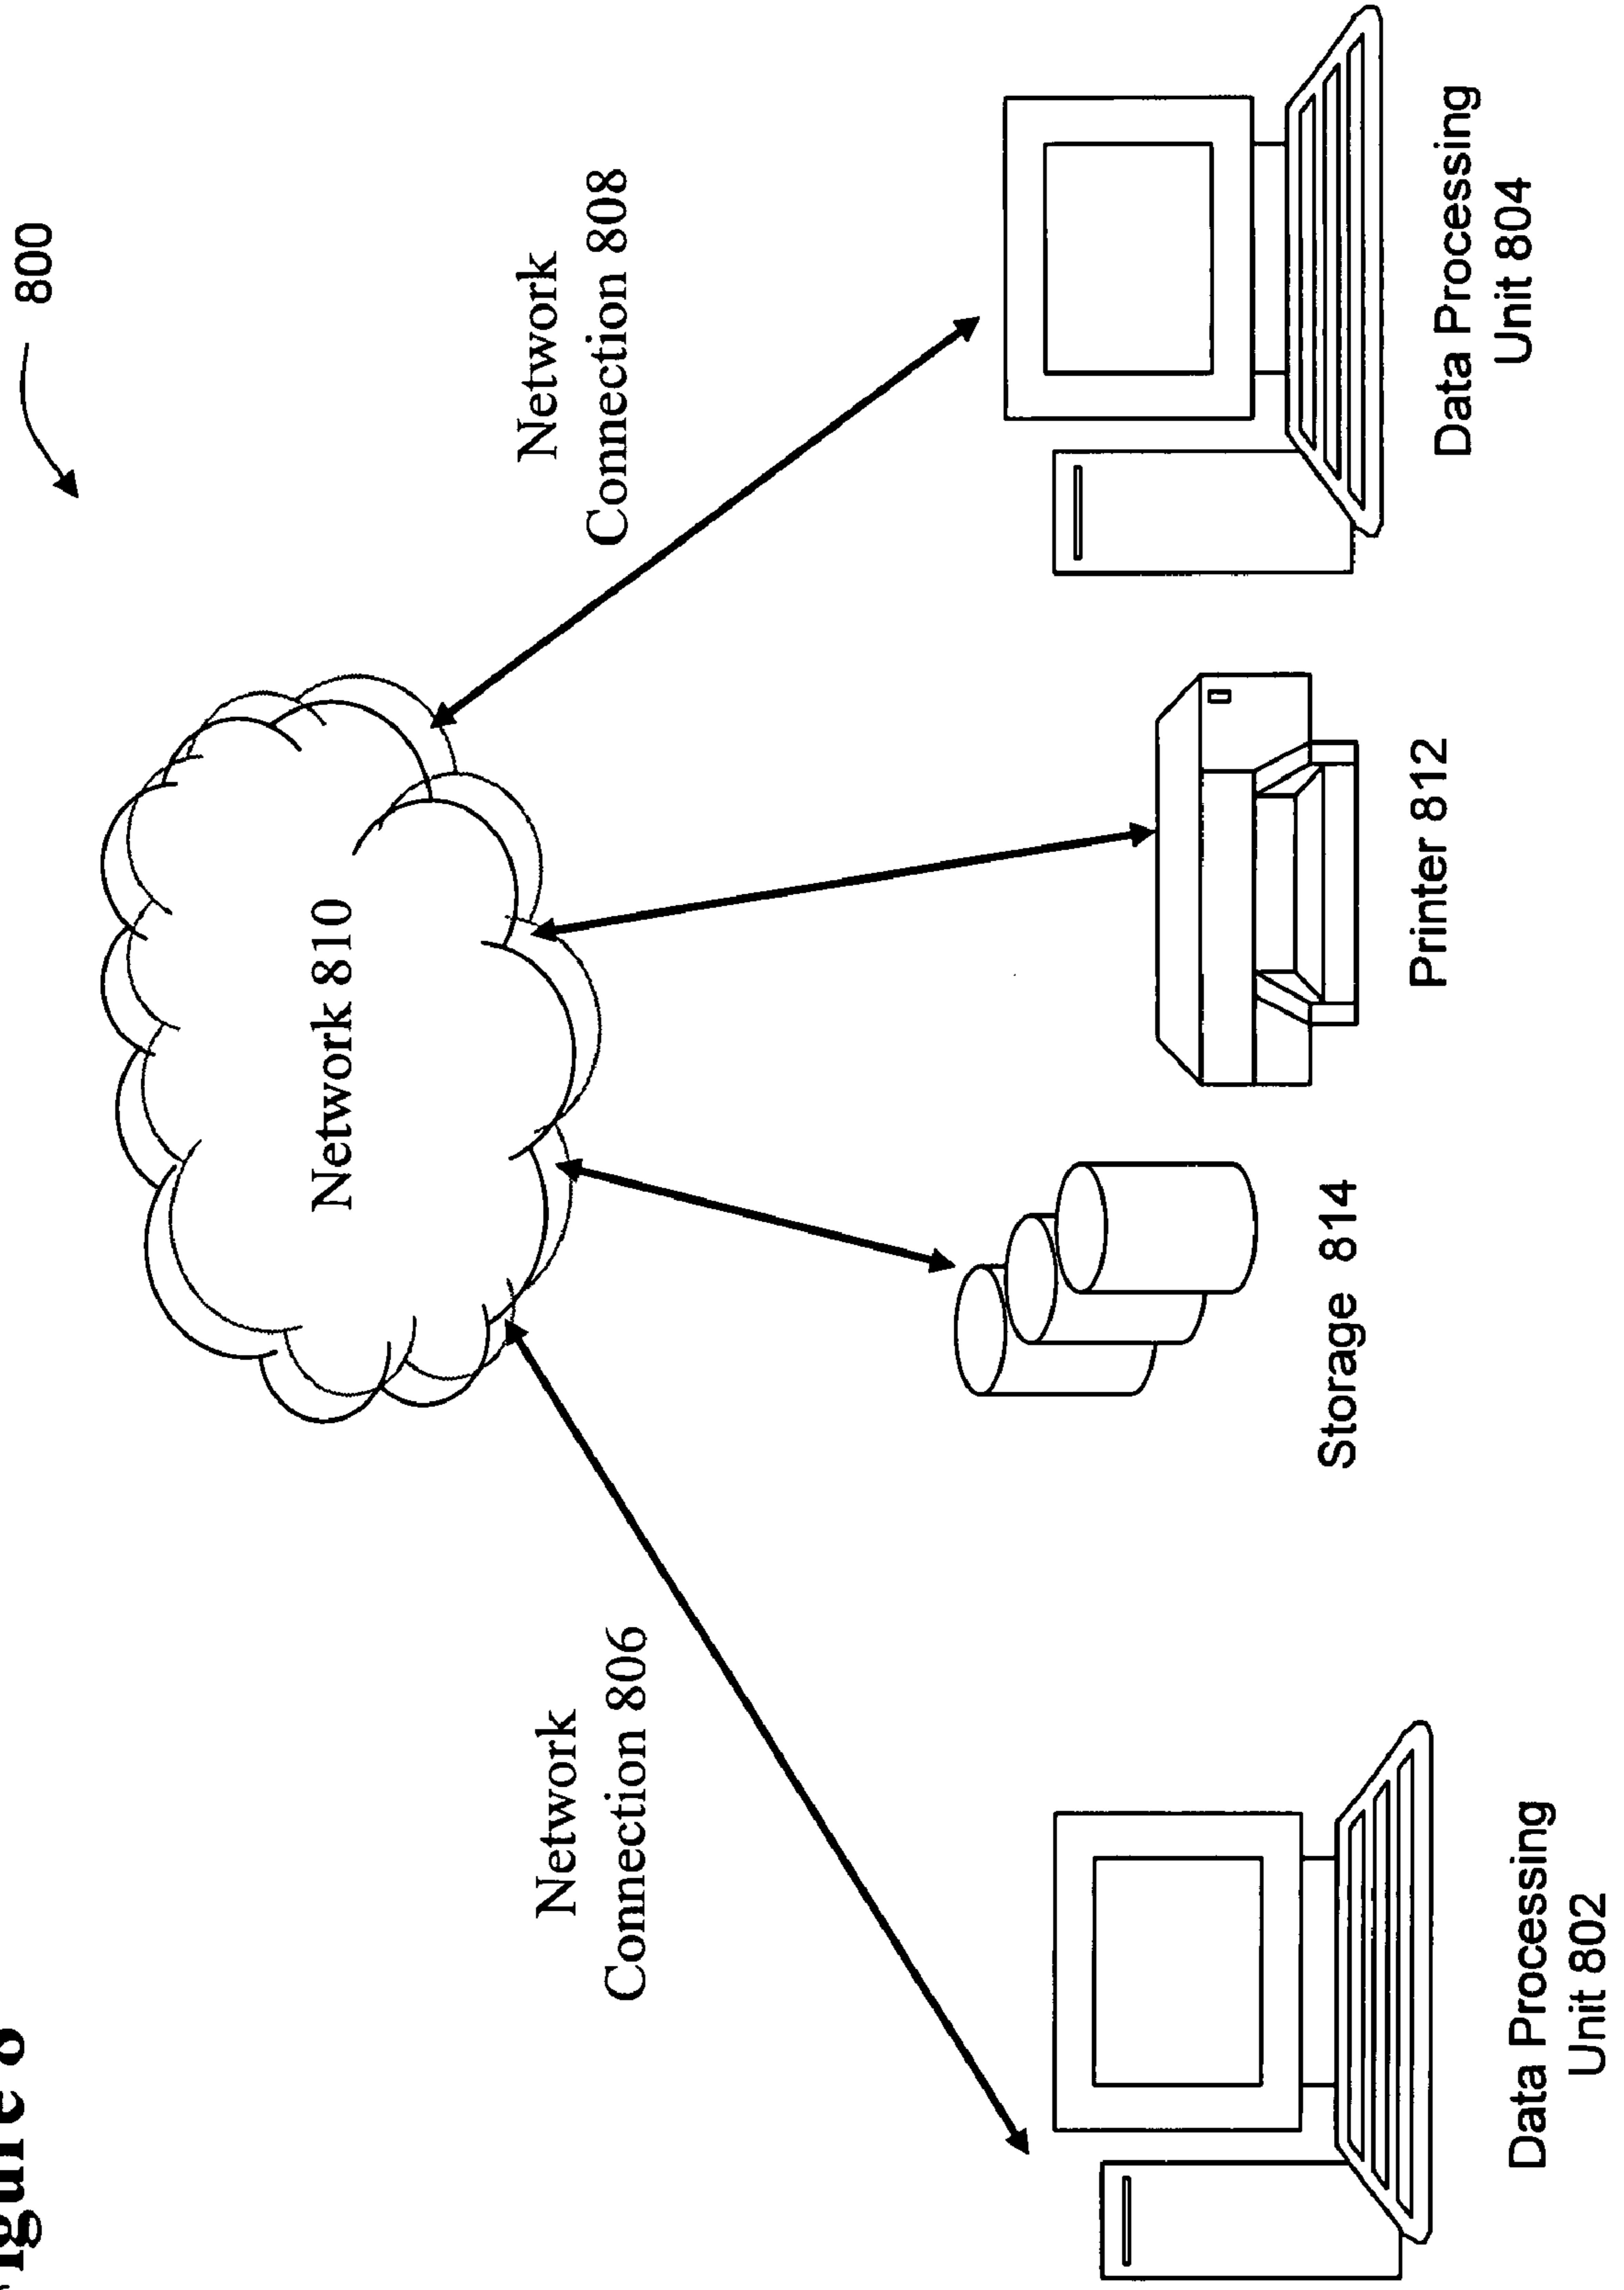 Figure 8
800
Network 810
Network
Connection 806
Network
Connection 808
Data Processing
Unit 802
Storage 814
Printer 812
Data Processing
Unit 804